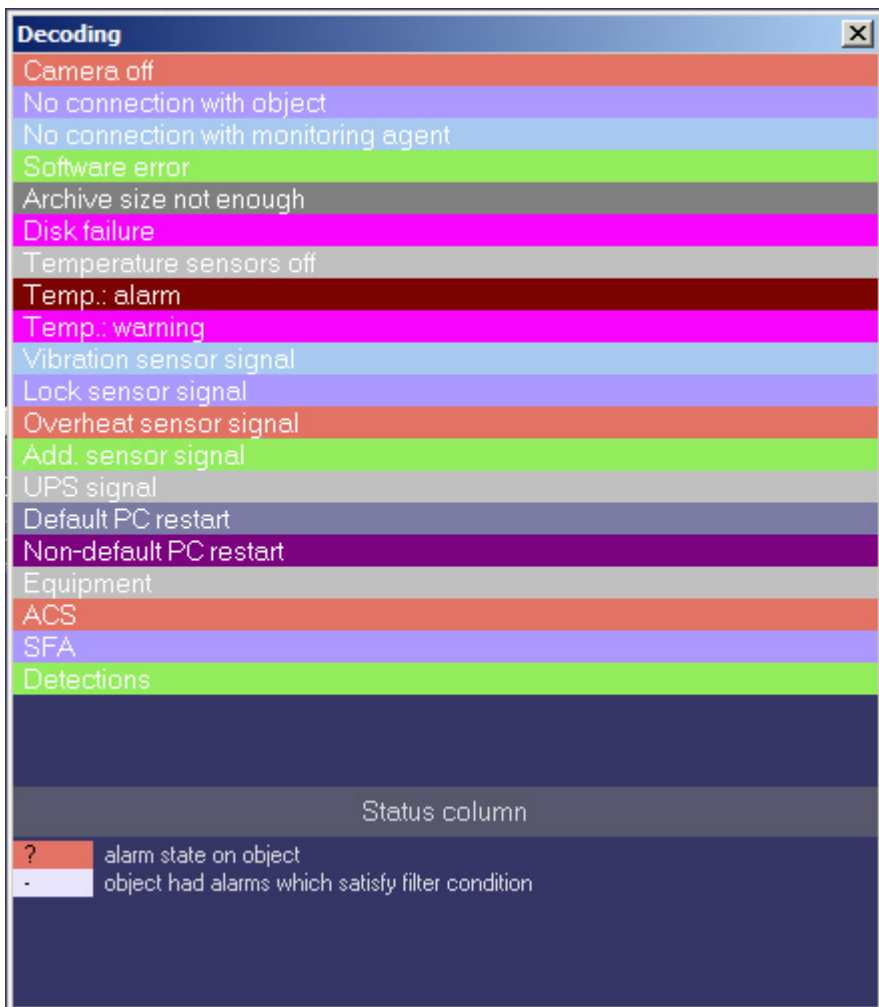 Decoding
Camera off
No connection with object
No connection with monitoring agent
Software error
Archive size not enough
Disk failure
Temperature sensors off
Temp.: alarm
Temp.: warning
Vibration sensor signal
Lock sensor signal
Overheat sensor signal
Add. sensor signal
UPS signal
Default PC restart
Non-default PC restart
Equipment
ACS
SFA
Detections
Status column
? alarm state on object
- object had alarms which satisfy filter condition